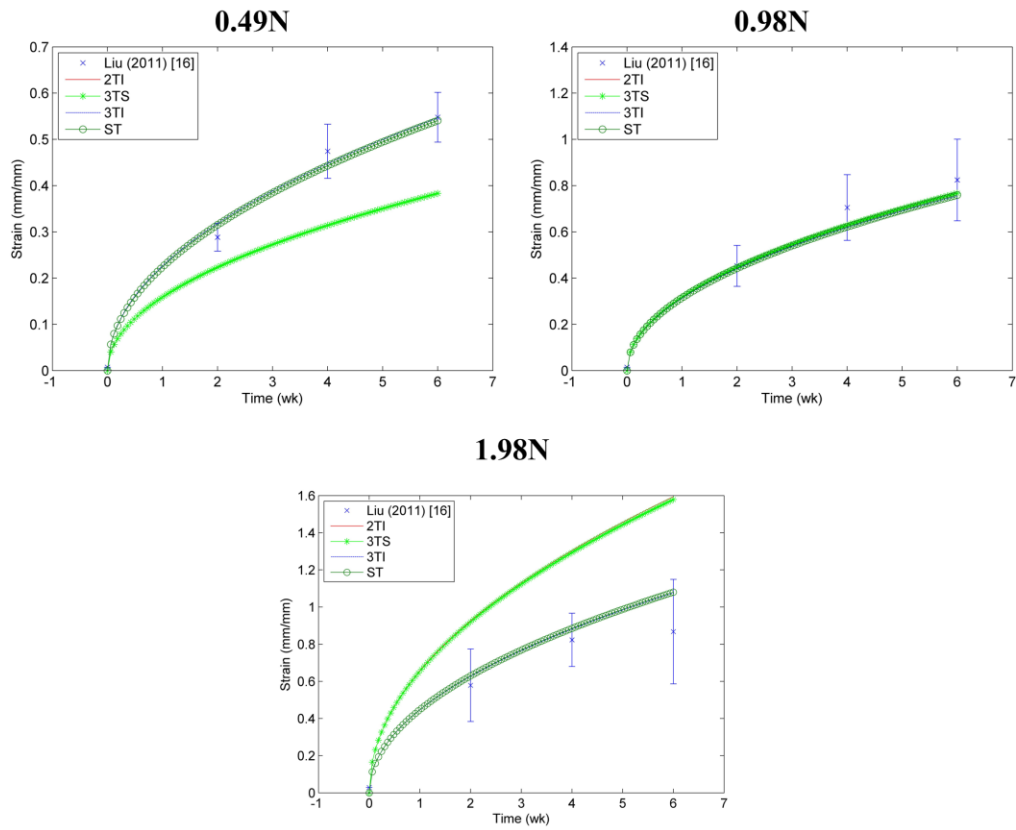 0.49N
0.7
0.6
0.5
0.4
0.3
0.2
0.1
0
Strain (mm/mm)
Liu (2011) [16]
2TI
3TS
3TI
ST
-1 0 1 2 3 4 5 6 7
Time (wk)
0.98N
1.4
1.2
1
0.8
0.6
0.4
0.2
0
Strain (mm/mm)
Liu (2011) [16]
2TI
3TS
3TI
ST
-1 0 1 2 3 4 5 6 7
Time (wk)
1.98N
1.6
1.4
1.2
1
0.8
0.6
0.4
0.2
0
Strain (mm/mm)
Liu (2011) [16]
2TI
3TS
3TI
ST
-1 0 1 2 3 4 5 6 7
Time (wk)